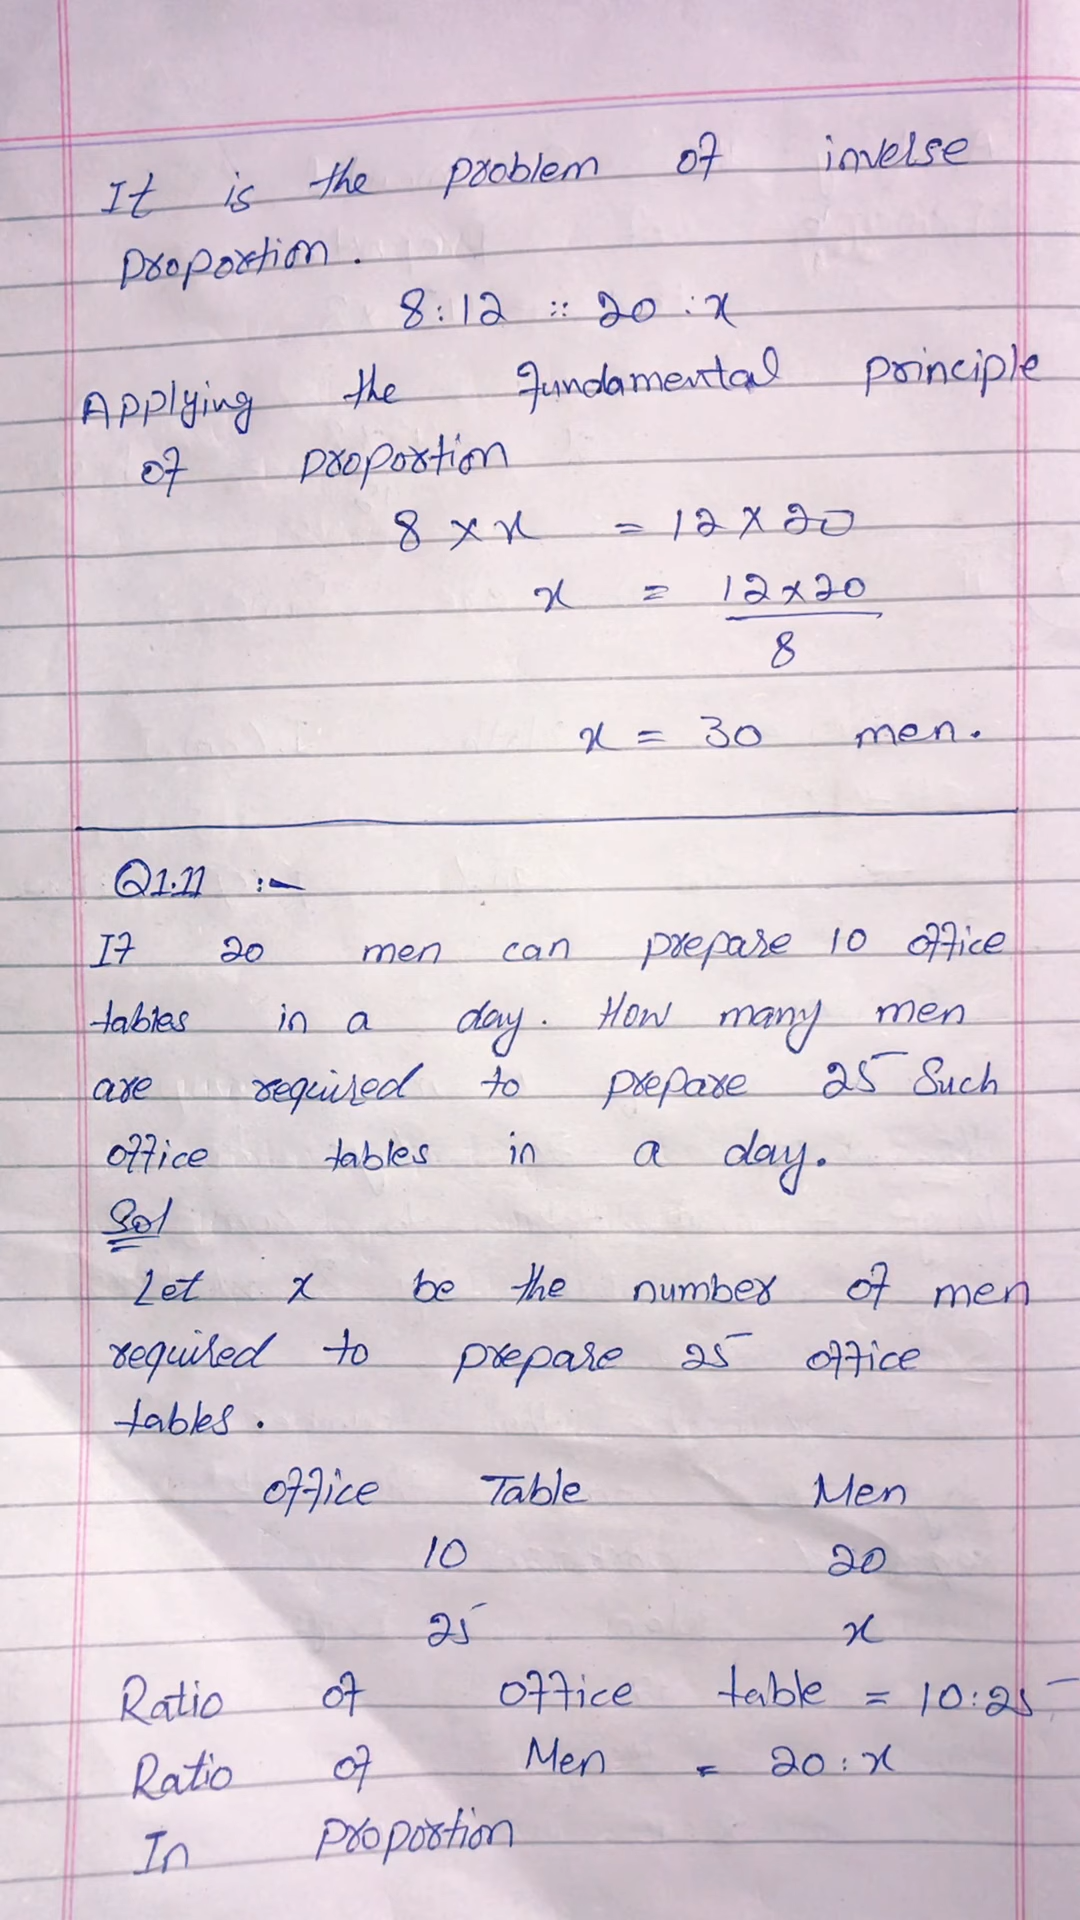 It is the problem of inverse
proportion.
8:12 :: 20 : x
Applying the fundamental principle
of proportion
8 × x = 12 × 20
x = 12×20
8
x = 30 men.
Q1.11 :-
If 20 men can prepare 10 office
tables in a day. How many men
are required to prepare 25 Such
office tables in a day.
Sol
Let x be the number of men
required to prepare 25 office
tables.
office Table Men
10 20
25 x
Ratio of office table = 10:25
Ratio of Men = 20 : x
In proportion